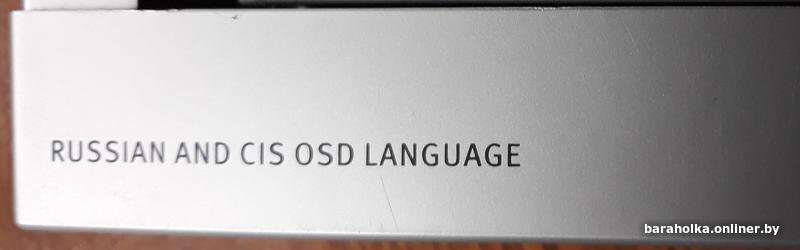 RUSSIAN AND CIS OSD LANGUAGE
baraholka.onliner.by